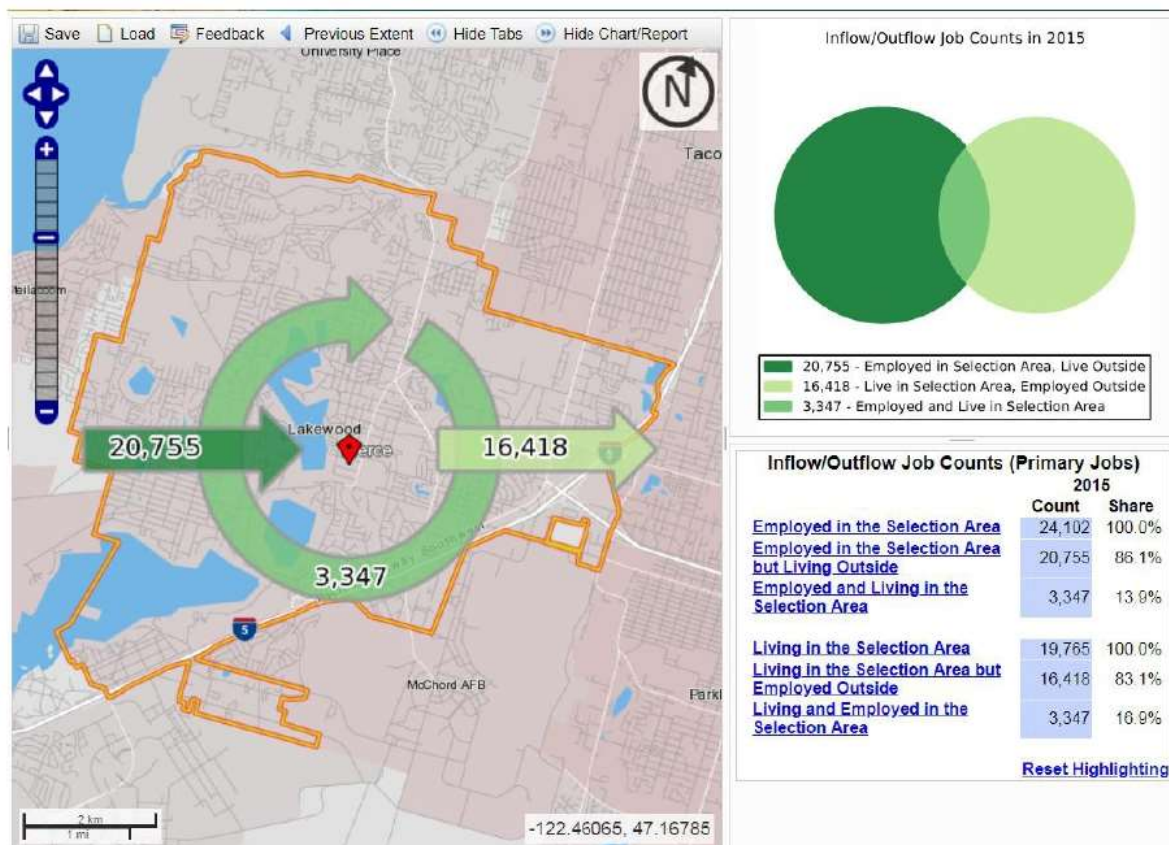 Save Load Feedback Previous Extent Hide Tabs Hide Chart/Report
University Place
N
Taco
Lakewood
20,755
16,418
3,347
5
McChord AFB
Parkl
2 km
1 mi
-122.46065, 47.16785
Inflow/Outflow Job Counts in 2015
20,755 - Employed in Selection Area, Live Outside
16,418 - Live in Selection Area, Employed Outside
3,347 - Employed and Live in Selection Area
Inflow/Outflow Job Counts (Primary Jobs)
2015
Count Share
Employed in the Selection Area 24,102 100.0%
Employed in the Selection Area
but Living Outside 20,755 86.1%
Employed and Living in the
Selection Area 3,347 13.9%
Living in the Selection Area 19,765 100.0%
Living in the Selection Area but
Employed Outside 16,418 83.1%
Living and Employed in the
Selection Area 3,347 16.9%
Reset Highlighting